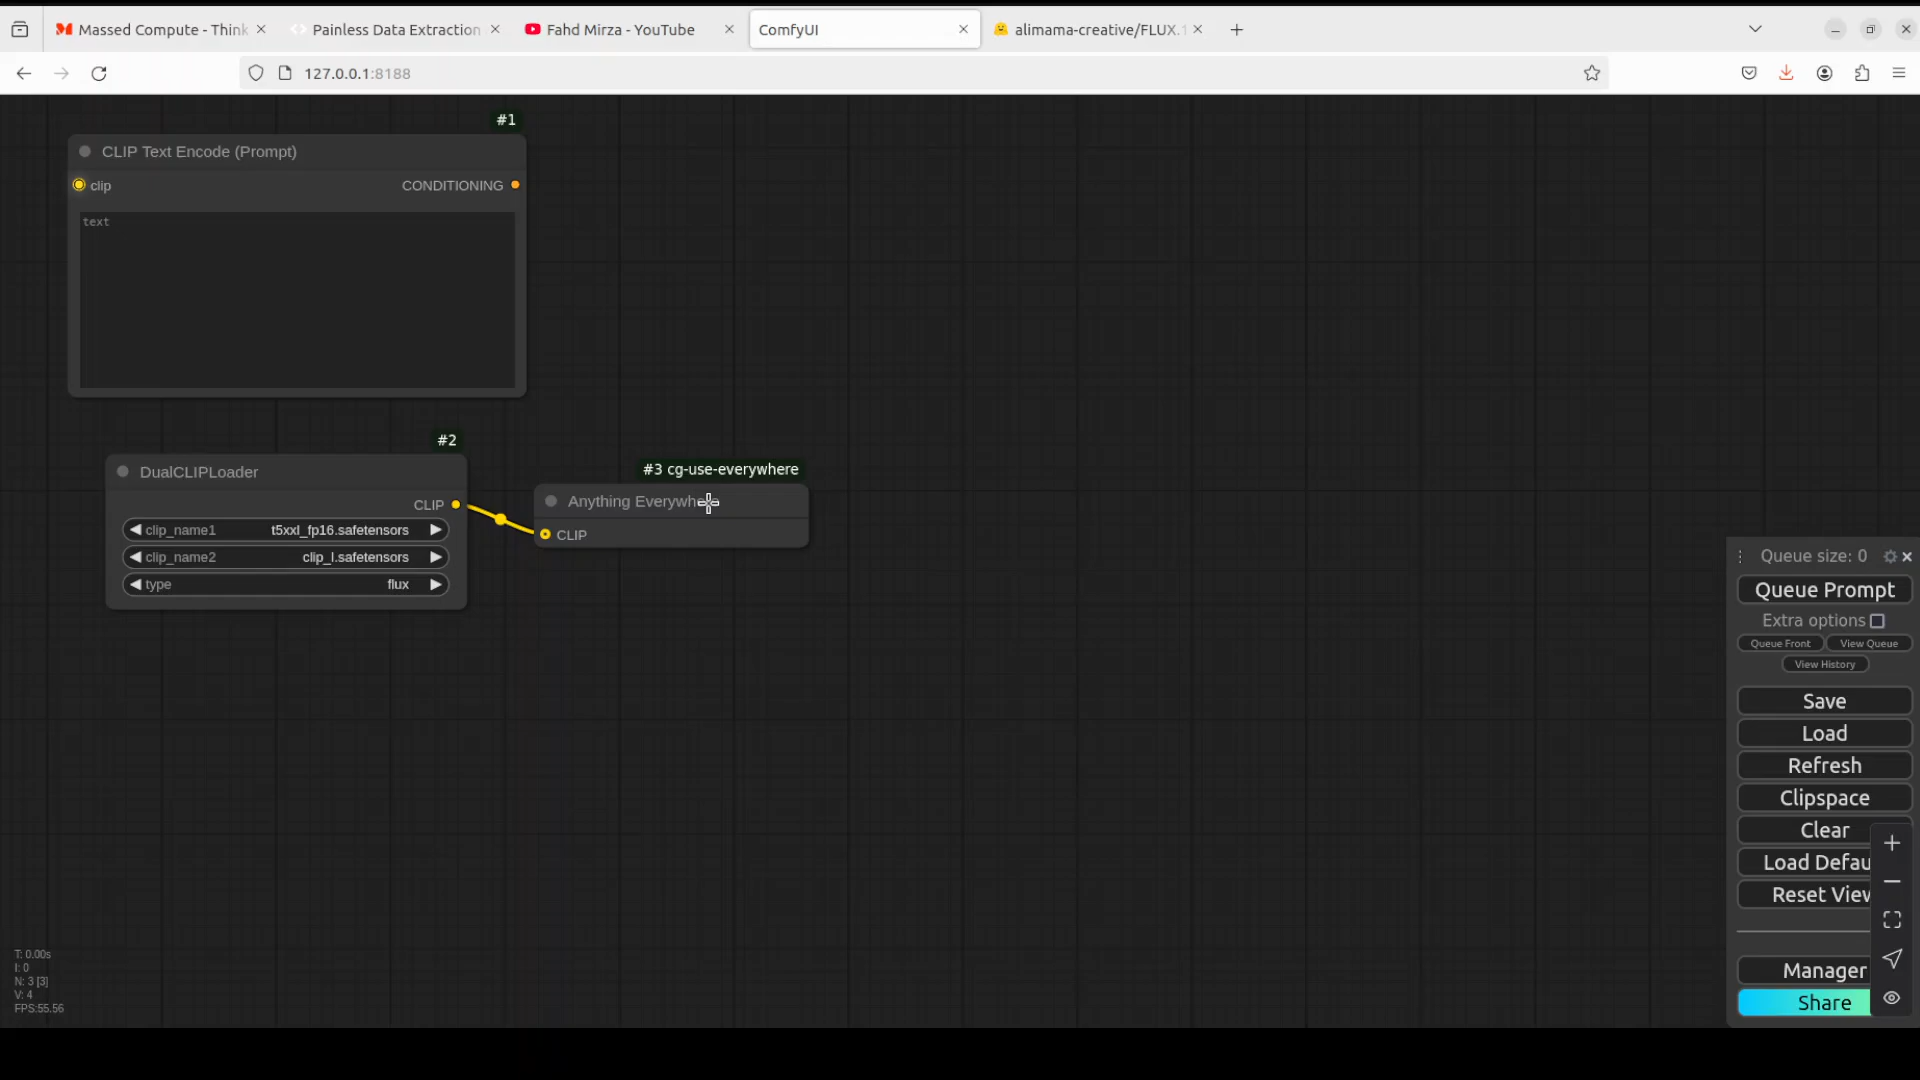 Massed Compute - Think
Painless Data Extraction
Fahd Mirza - YouTube
ComfyUI
alimama-creative/FLUX.1
127.0.0.1:8188
#1
CLIP Text Encode (Prompt)
clip
CONDITIONING
text
#2
DualCLIPLoader
CLIP
clip_name1
t5xxl_fp16.safetensors
clip_name2
clip_l.safetensors
type
flux
#3 cg-use-everywhere
Anything Everywhe
CLIP
Queue size: 0
Queue Prompt
Extra options
Queue Front
View Queue
View History
Save
Load
Refresh
Clipspace
Clear
Load Defau
Reset View
Manager
Share
T: 0.00s
I: 0
N: 3 [3]
V: 4
FPS:55.56